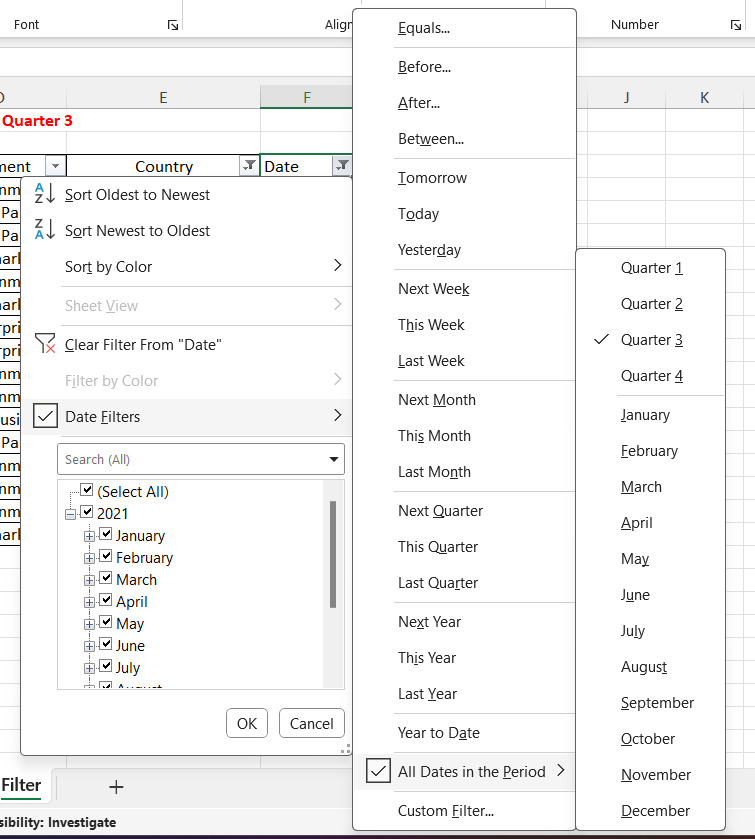 Font
Number
E
F
J
K
Quarter 3
Country
Date
Sort Oldest to Newest
Sort Newest to Oldest
Sort by Color
Sheet View
Clear Filter From "Date"
Filter by Color
Date Filters
Search (All)
(Select All)
2021
January
February
March
April
May
June
July
August
OK
Cancel
Equals...
Before...
After...
Between...
Tomorrow
Today
Yesterday
Next Week
This Week
Last Week
Next Month
This Month
Last Month
Next Quarter
This Quarter
Last Quarter
Next Year
This Year
Last Year
Year to Date
All Dates in the Period
Custom Filter...
Quarter 1
Quarter 2
Quarter 3
Quarter 4
January
February
March
April
May
June
July
August
September
October
November
December
Filter
Investigate